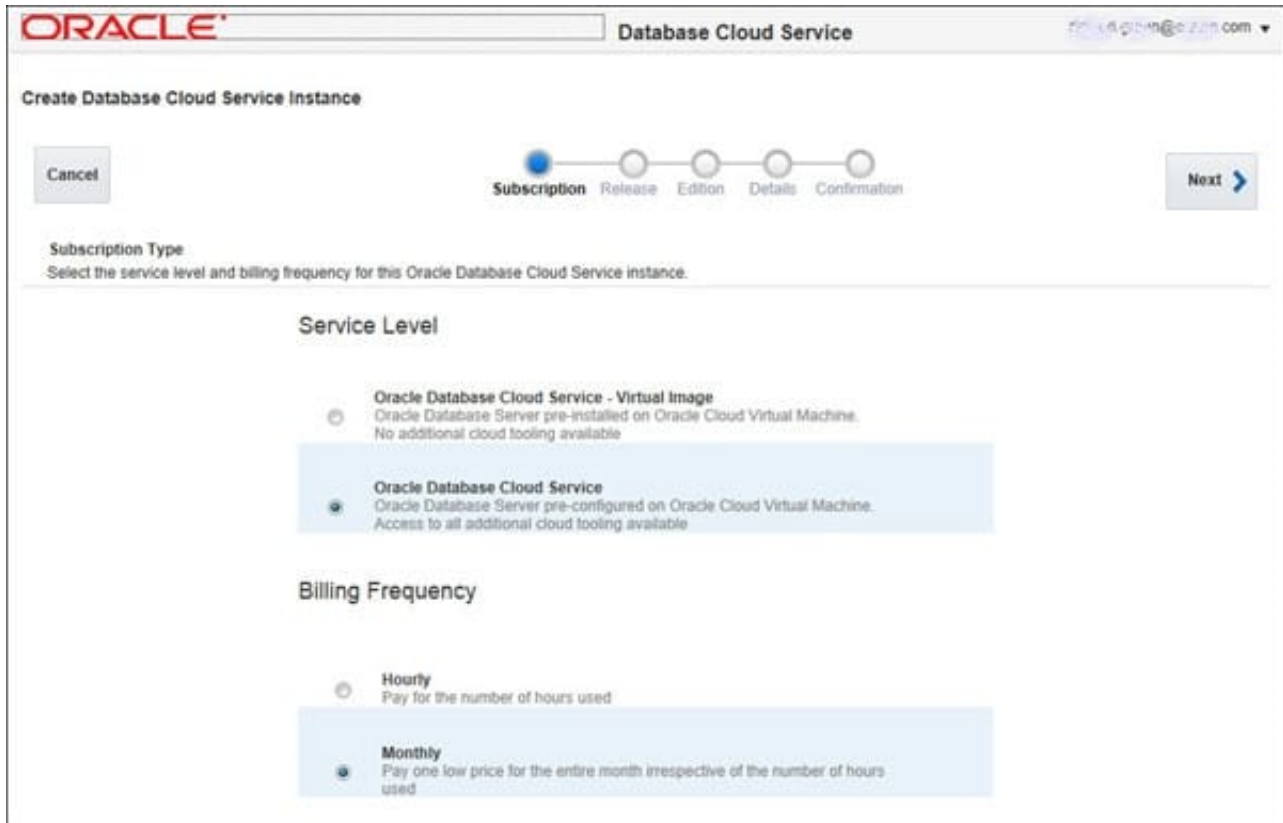 ORACLE
Database Cloud Service
Create Database Cloud Service Instance
Cancel
Subscription Release Edition Details Confirmation
Next
Subscription Type
Select the service level and billing frequency for this Oracle Database Cloud Service instance.
Service Level
Oracle Database Cloud Service - Virtual Image
Oracle Database Server pre-installed on Oracle Cloud Virtual Machine.
No additional cloud tooling available
Oracle Database Cloud Service
Oracle Database Server pre-configured on Oracle Cloud Virtual Machine.
Access to all additional cloud tooling available
Billing Frequency
Hourly
Pay for the number of hours used
Monthly
Pay one low price for the entire month irrespective of the number of hours
used